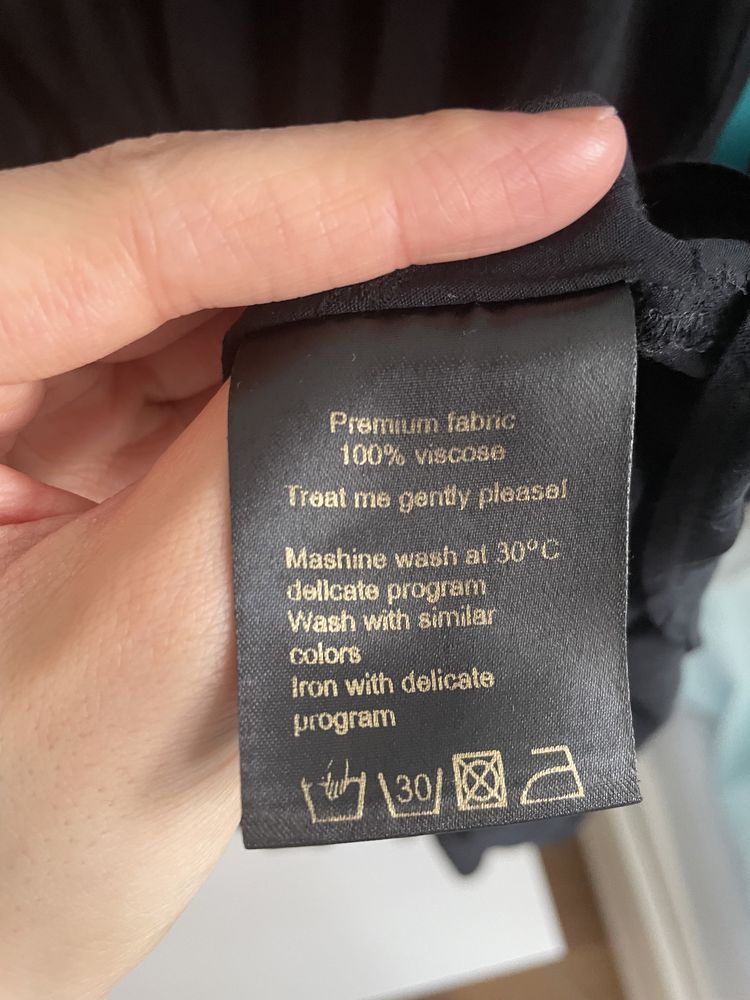 Premium fabric
100% viscose
Treat me gently please!
Mashine wash at 30°C
delicate program
Wash with similar
colors
Iron with delicate
program
30